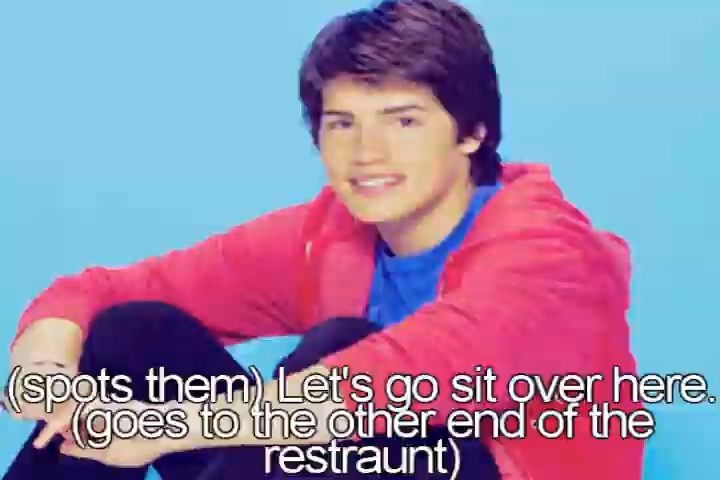 (spots them) Let's go sit over here.
(goes to the other end of the
restraunt)